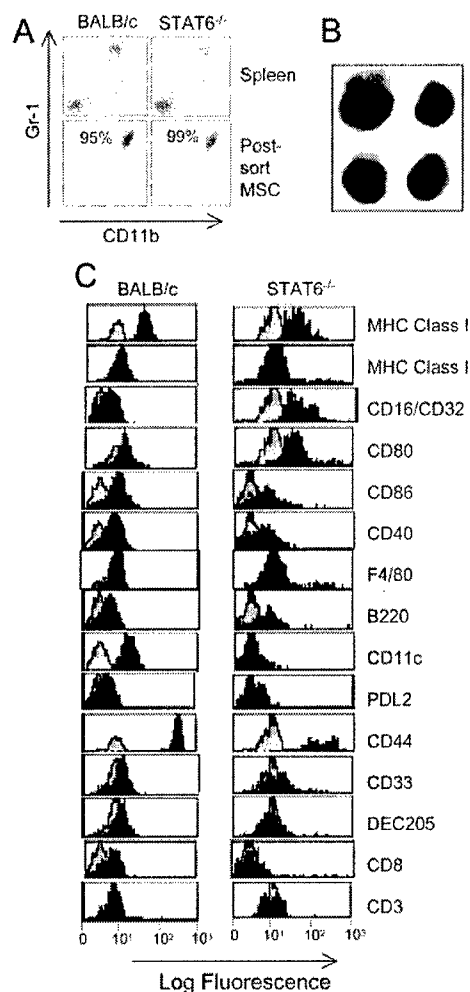 A
BALB/c STAT6-/-
B
Gr-1
Spleen
95% 99%
Post-
sort
MSC
CD11b
C
BALB/c STAT6-/-
MHC Class I
MHC Class I
CD16/CD32
CD80
CD86
CD40
F4/80
B220
CD11c
PDL2
CD44
CD33
DEC205
CD8
CD3
0 10¹ 10² 10³ 0 10¹ 10² 10³
Log Fluorescence